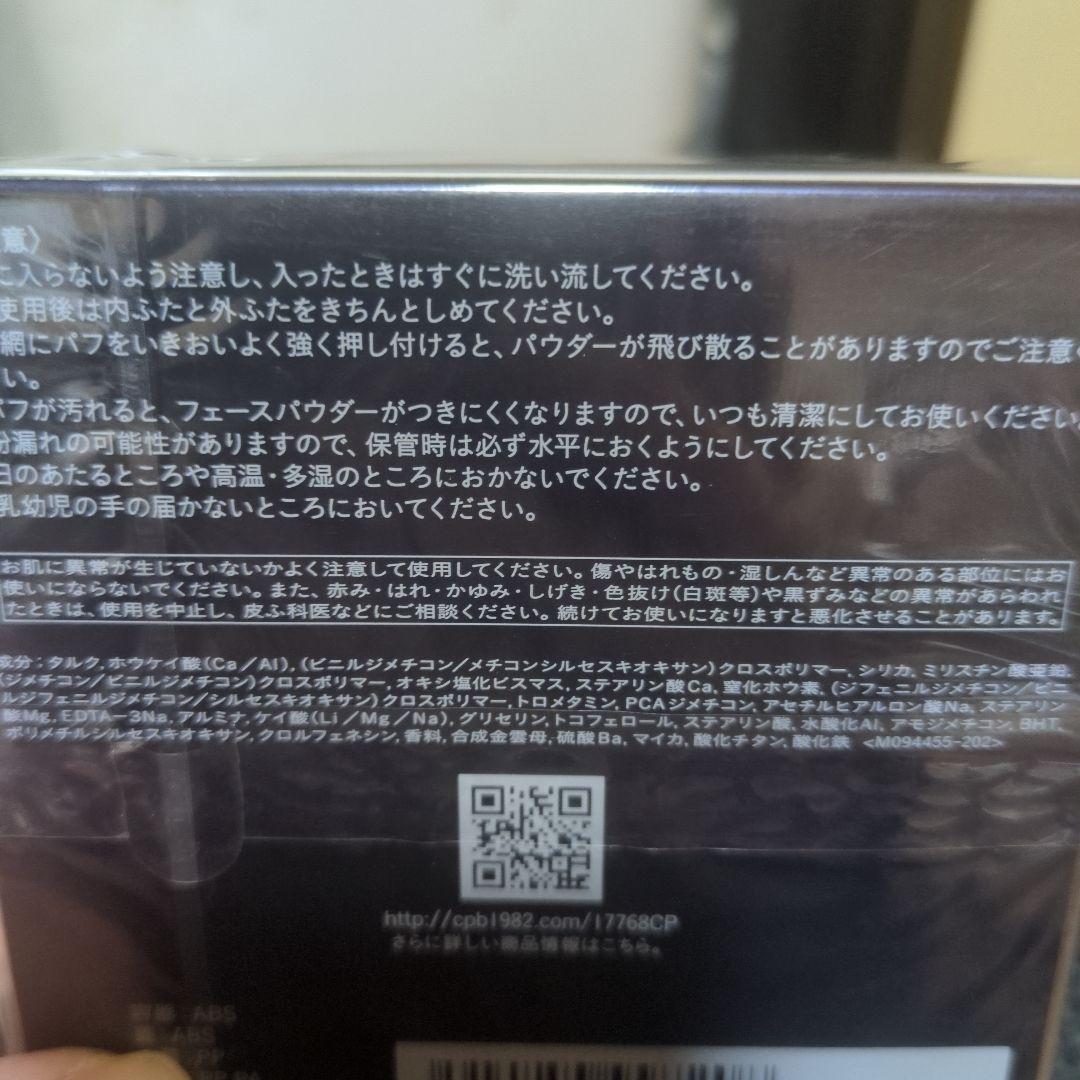 意〉
に入らないよう注意し、入ったときはすぐに洗い流してください。
使用後は内ふたと外ふたをきちんとしめてください。
網にパフをいきおいよく強く押し付けると、パウダーが飛び散ることがありますのでご注意く
い。
パフが汚れると、フェースパウダーがつきにくくなりますので、いつも清潔にしてお使いください。
粉漏れの可能性がありますので、保管時は必ず水平におくようにしてください。
日のあたるところや高温・多湿のところにおかないでください。
乳幼児の手の届かないところにおいてください。
お肌に異常が生じていないかよく注意して使用してください。傷やはれもの・湿しんなど異常のある部位にはお
使いにならないでください。また、赤み・はれ・かゆみ・しげき・色抜け(白斑等)や黒ずみなどの異常があらわれ
たときは、使用を中止し、皮ふ科医などにご相談ください。続けてお使いになりますと悪化させることがあります。
成分：タルク,ホウケイ酸(Ca／Al),(ビニルジメチコン／メチコンシルセスキオキサン)クロスポリマー,シリカ,ミリスチン酸亜鉛
(ジメチコン／ビニルジメチコン)クロスポリマー,オキシ塩化ビスマス,ステアリン酸Ca,窒化ホウ素,(ジフェニルジメチコン／ビニ
ルジフェニルジメチコン／シルセスキオキサン)クロスポリマー,トロメタミン,PCAジメチコン,アセチルヒアルロン酸Na,ステアリン
酸Mg,EDTA－3Na,アルミナ,ケイ酸(Li／Mg／Na),グリセリン,トコフェロール,ステアリン酸,水酸化Al,アモジメチコン,BHT,
ポリメチルシルセスキオキサン,クロルフェネシン,香料,合成金雲母,硫酸Ba,マイカ,酸化チタン,酸化鉄 <M094455-202>
http://cpb1982.com/17768CP
さらに詳しい商品情報はこちら。
容器：ABS
ABS